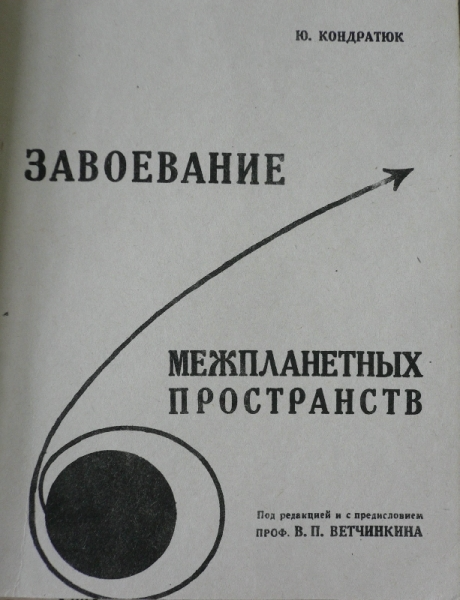 Ю. КОНДРАТЮК
ЗАВОЕВАНИЕ
МЕЖПЛАНЕТНЫХ
ПРОСТРАНСТВ
Под редакцией и с предисловием
ПРОФ. В. П. ВЕТЧИНКИНА